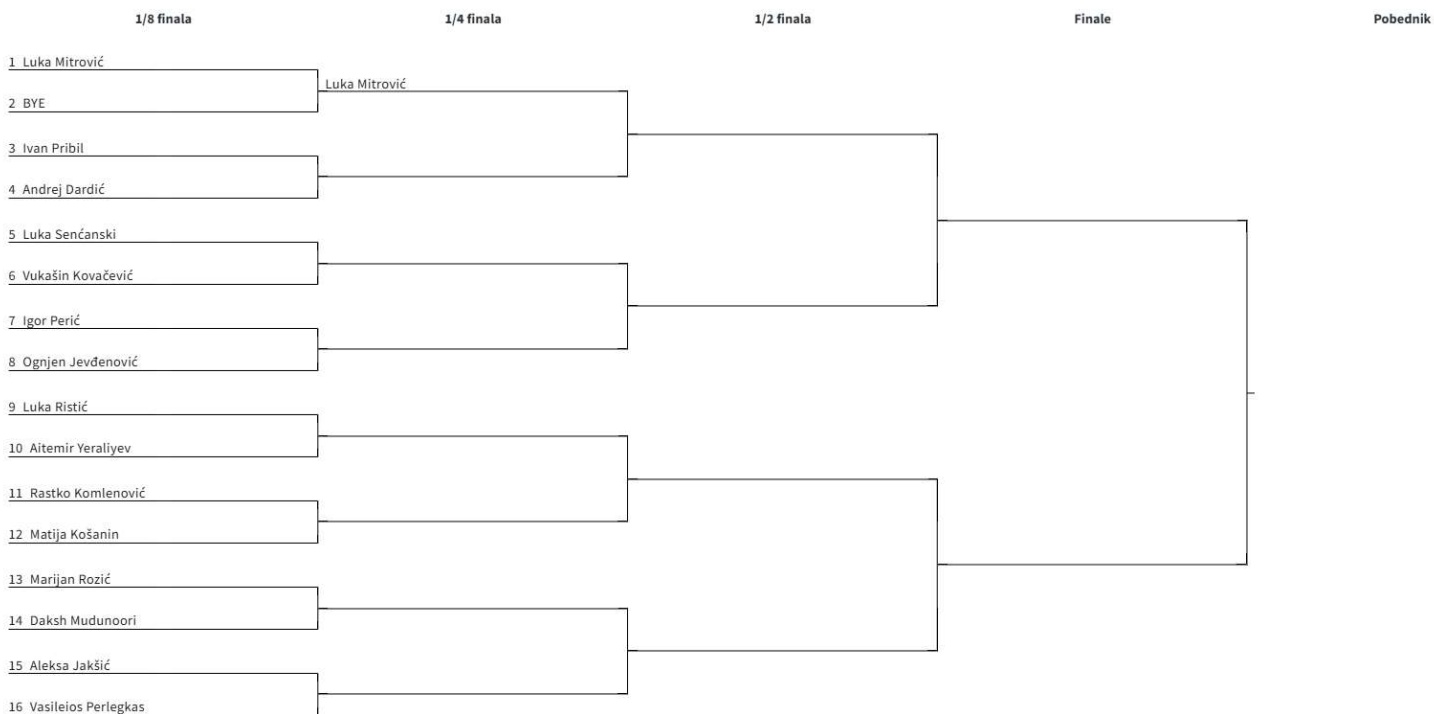 1/8 finala 1/4 finala 1/2 finala Finale Pobednik
1 Luka Mitrović
Luka Mitrović
2 BYE
3 Ivan Pribil
4 Andrej Dardić
5 Luka Senćanski
6 Vukašin Kovačević
7 Igor Perić
8 Ognjen Jevđenović
9 Luka Ristić
10 Aitemir Yeraliyev
11 Rastko Komlenović
12 Matija Košanin
13 Marijan Rozić
14 Daksh Mudunoori
15 Aleksa Jakšić
16 Vasileios Perlegkas